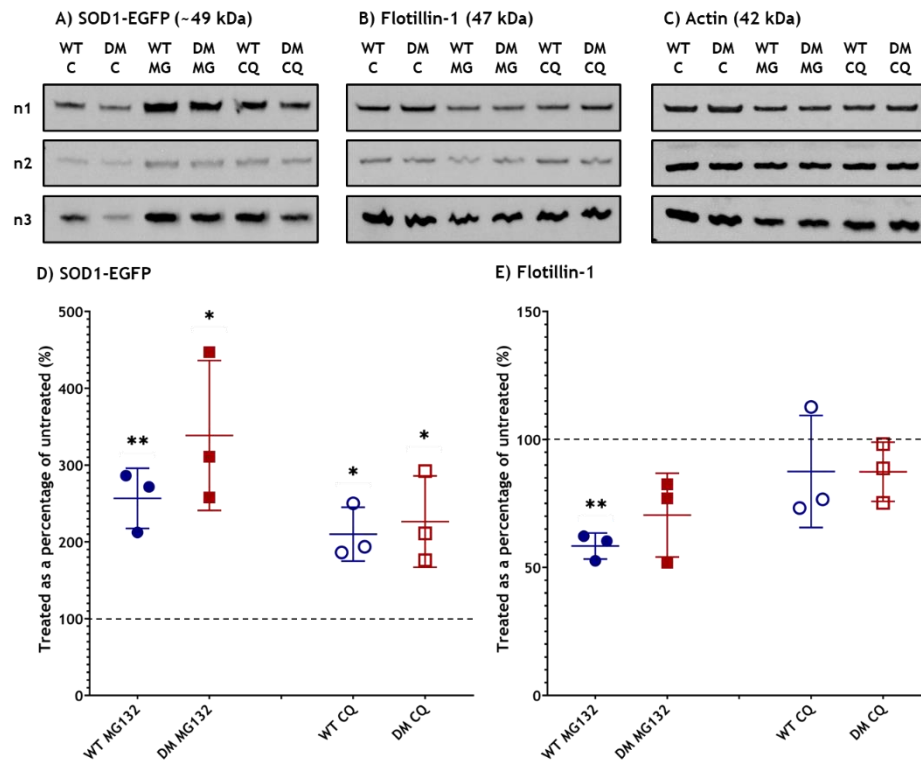 A) SOD1-EGFP (~49 kDa)
B) Flotillin-1 (47 kDa)
C) Actin (42 kDa)
WT DM WT DM WT DM
C C MG MG CQ CQ
WT DM WT DM WT DM
C C MG MG CQ CQ
WT DM WT DM WT DM
C C MG MG CQ CQ
n1
n2
n3
D) SOD1-EGFP
Treated as a percentage of untreated (%)
500
400
300
200
100
0
**
*
*
*
WT MG132
DM MG132
WT CQ
DM CQ
E) Flotillin-1
Treated as a percentage of untreated (%)
150
100
50
0
**
WT MG132
DM MG132
WT CQ
DM CQ